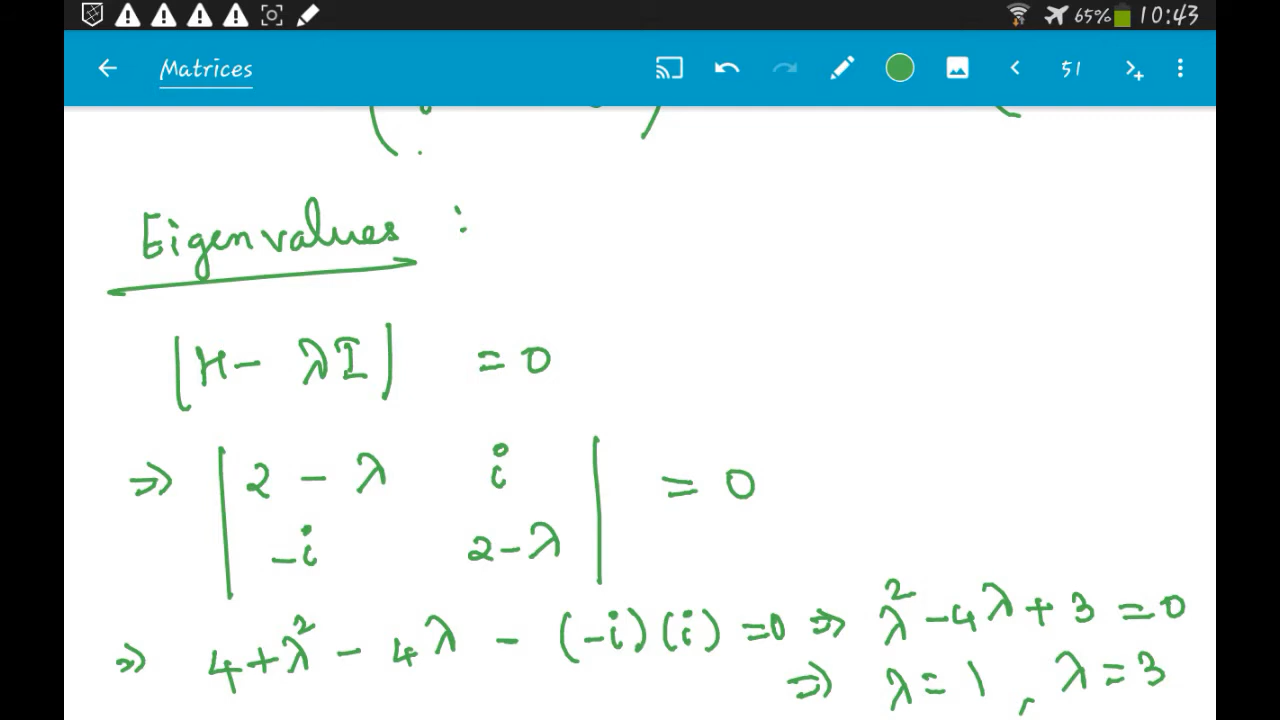 65% 10:43
Matrices 51
Eigenvalues :
|H - λI| = 0
⇒ | 2 - λ i | = 0
| -i 2 - λ |
⇒ 4 + λ² - 4λ - (-i)(i) = 0 ⇒ λ² - 4λ + 3 = 0
⇒ λ = 1 , λ = 3